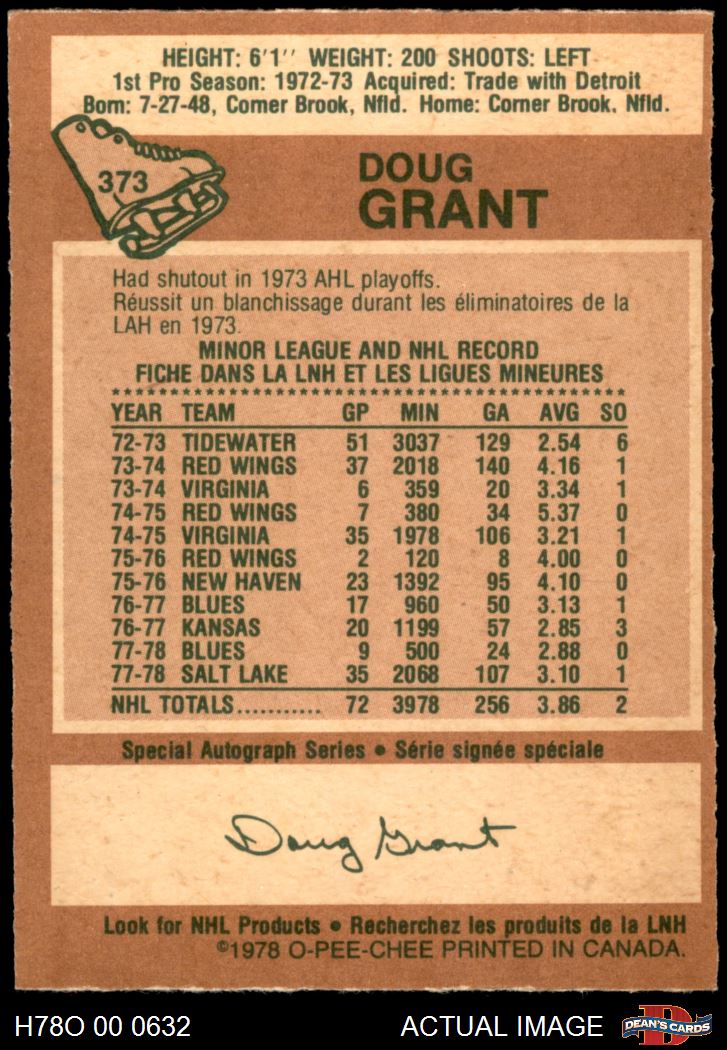 HEIGHT: 6'1'' WEIGHT: 200 SHOOTS: LEFT
1st Pro Season: 1972-73 Acquired: Trade with Detroit
Born: 7-27-48, Corner Brook, Nfld. Home: Corner Brook, Nfld.
373
DOUG
GRANT
Had shutout in 1973 AHL playoffs.
Réussit un blanchissage durant les éliminatoires de la
LAH en 1973.
MINOR LEAGUE AND NHL RECORD
FICHE DANS LA LNH ET LES LIGUES MINEURES
YEAR TEAM GP MIN GA AVG SO
72-73 TIDEWATER 51 3037 129 2.54 6
73-74 RED WINGS 37 2018 140 4.16 1
73-74 VIRGINIA 6 359 20 3.34 1
74-75 RED WINGS 7 380 34 5.37 0
74-75 VIRGINIA 35 1978 106 3.21 1
75-76 RED WINGS 2 120 8 4.00 0
75-76 NEW HAVEN 23 1392 95 4.10 0
76-77 BLUES 17 960 50 3.13 1
76-77 KANSAS 20 1199 57 2.85 3
77-78 BLUES 9 500 24 2.88 0
77-78 SALT LAKE 35 2068 107 3.10 1
NHL TOTALS........... 72 3978 256 3.86 2
Special Autograph Series • Série signée spéciale
Doug Grant
Look for NHL Products • Recherchez les produits de la LNH
©1978 O-PEE-CHEE PRINTED IN CANADA.
H78O 00 0632 ACTUAL IMAGE
D
DEAN'S CARDS